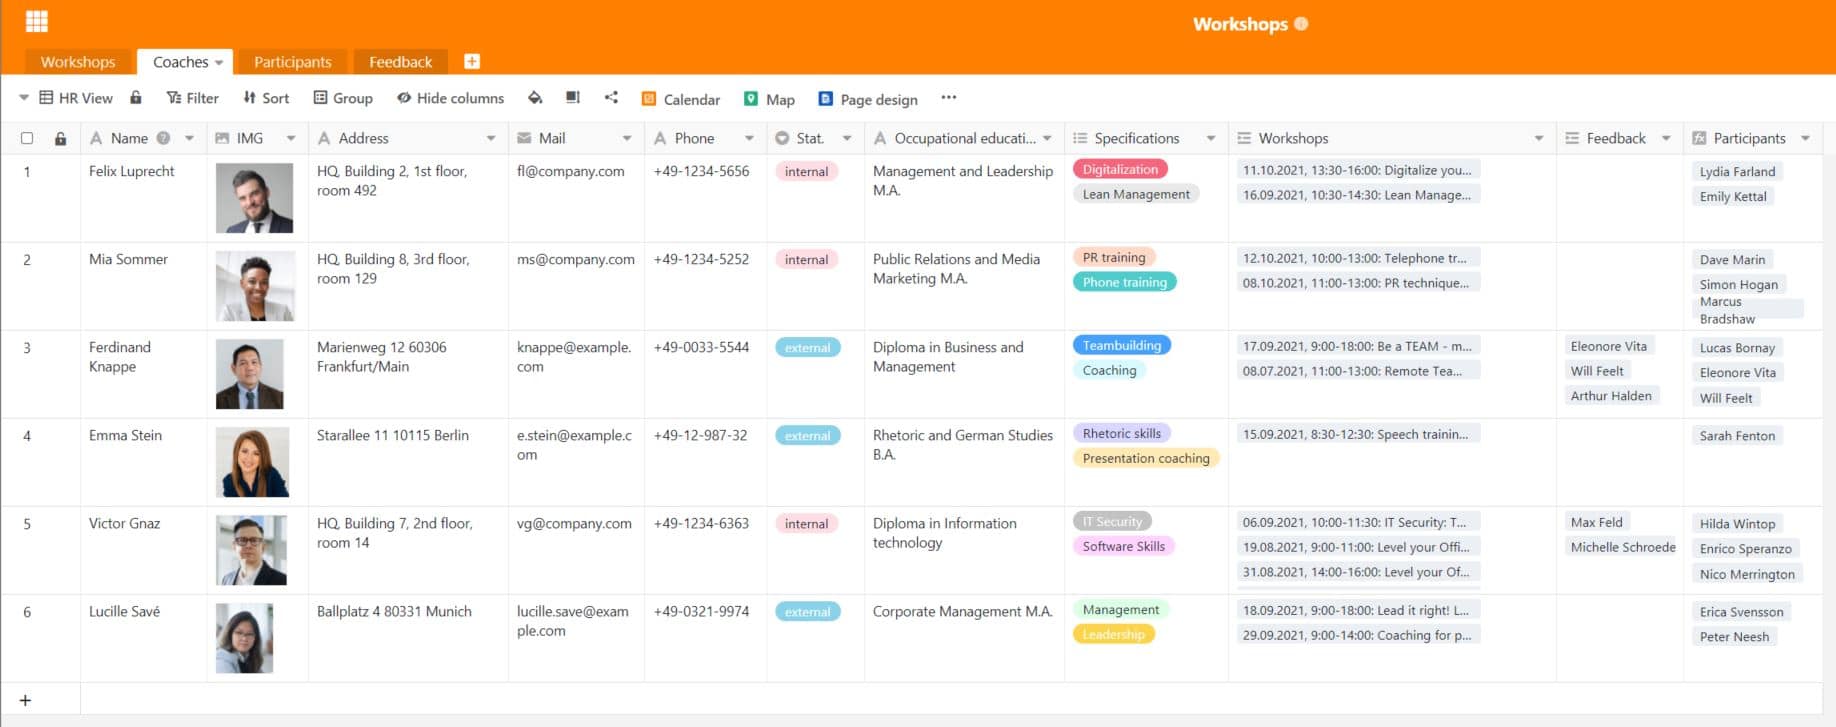 Workshops
Workshops Coaches Participants Feedback
HR View Filter Sort Group Hide columns Calendar Map Page design ...
Name IMG Address Mail Phone Stat. Occupational educati... Specifications Workshops Feedback Participants
1 Felix Luprecht HQ, Building 2, 1st floor, fl@company.com +49-1234-5656 internal Management and Leadership Digitalization 11.10.2021, 13:30-16:00: Digitalize you... Lydia Farland
room 492 M.A. Lean Management 16.09.2021, 10:30-14:30: Lean Manage... Emily Kettal
2 Mia Sommer HQ, Building 8, 3rd floor, ms@company.com +49-1234-5252 internal Public Relations and Media PR training 12.10.2021, 10:00-13:00: Telephone tr... Dave Marin
room 129 Marketing M.A. Phone training 08.10.2021, 11:00-13:00: PR technique... Simon Hogan
Marcus
Bradshaw
3 Ferdinand Marienweg 12 60306 knappe@example. +49-0033-5544 external Diploma in Business and Teambuilding 17.09.2021, 9:00-18:00: Be a TEAM - m... Eleonore Vita Lucas Bornay
Knappe Frankfurt/Main com Management Coaching 08.07.2021, 11:00-13:00: Remote Tea... Will Feelt Eleonore Vita
Arthur Halden Will Feelt
4 Emma Stein Starallee 11 10115 Berlin e.stein@example.c +49-12-987-32 external Rhetoric and German Studies Rhetoric skills 15.09.2021, 8:30-12:30: Speech trainin... Sarah Fenton
om B.A. Presentation coaching
5 Victor Gnaz HQ, Building 7, 2nd floor, vg@company.com +49-1234-6363 internal Diploma in Information IT Security 06.09.2021, 10:00-11:30: IT Security: T... Max Feld Hilda Wintop
room 14 technology Software Skills 19.08.2021, 9:00-11:00: Level your Offi... Michelle Schroede Enrico Speranzo
31.08.2021, 14:00-16:00: Level your Of... Nico Merrington
6 Lucille Savé Ballplatz 4 80331 Munich lucille.save@exam +49-0321-9974 external Corporate Management M.A. Management 18.09.2021, 9:00-18:00: Lead it right! L... Erica Svensson
ple.com Leadership 29.09.2021, 9:00-14:00: Coaching for p... Peter Neesh